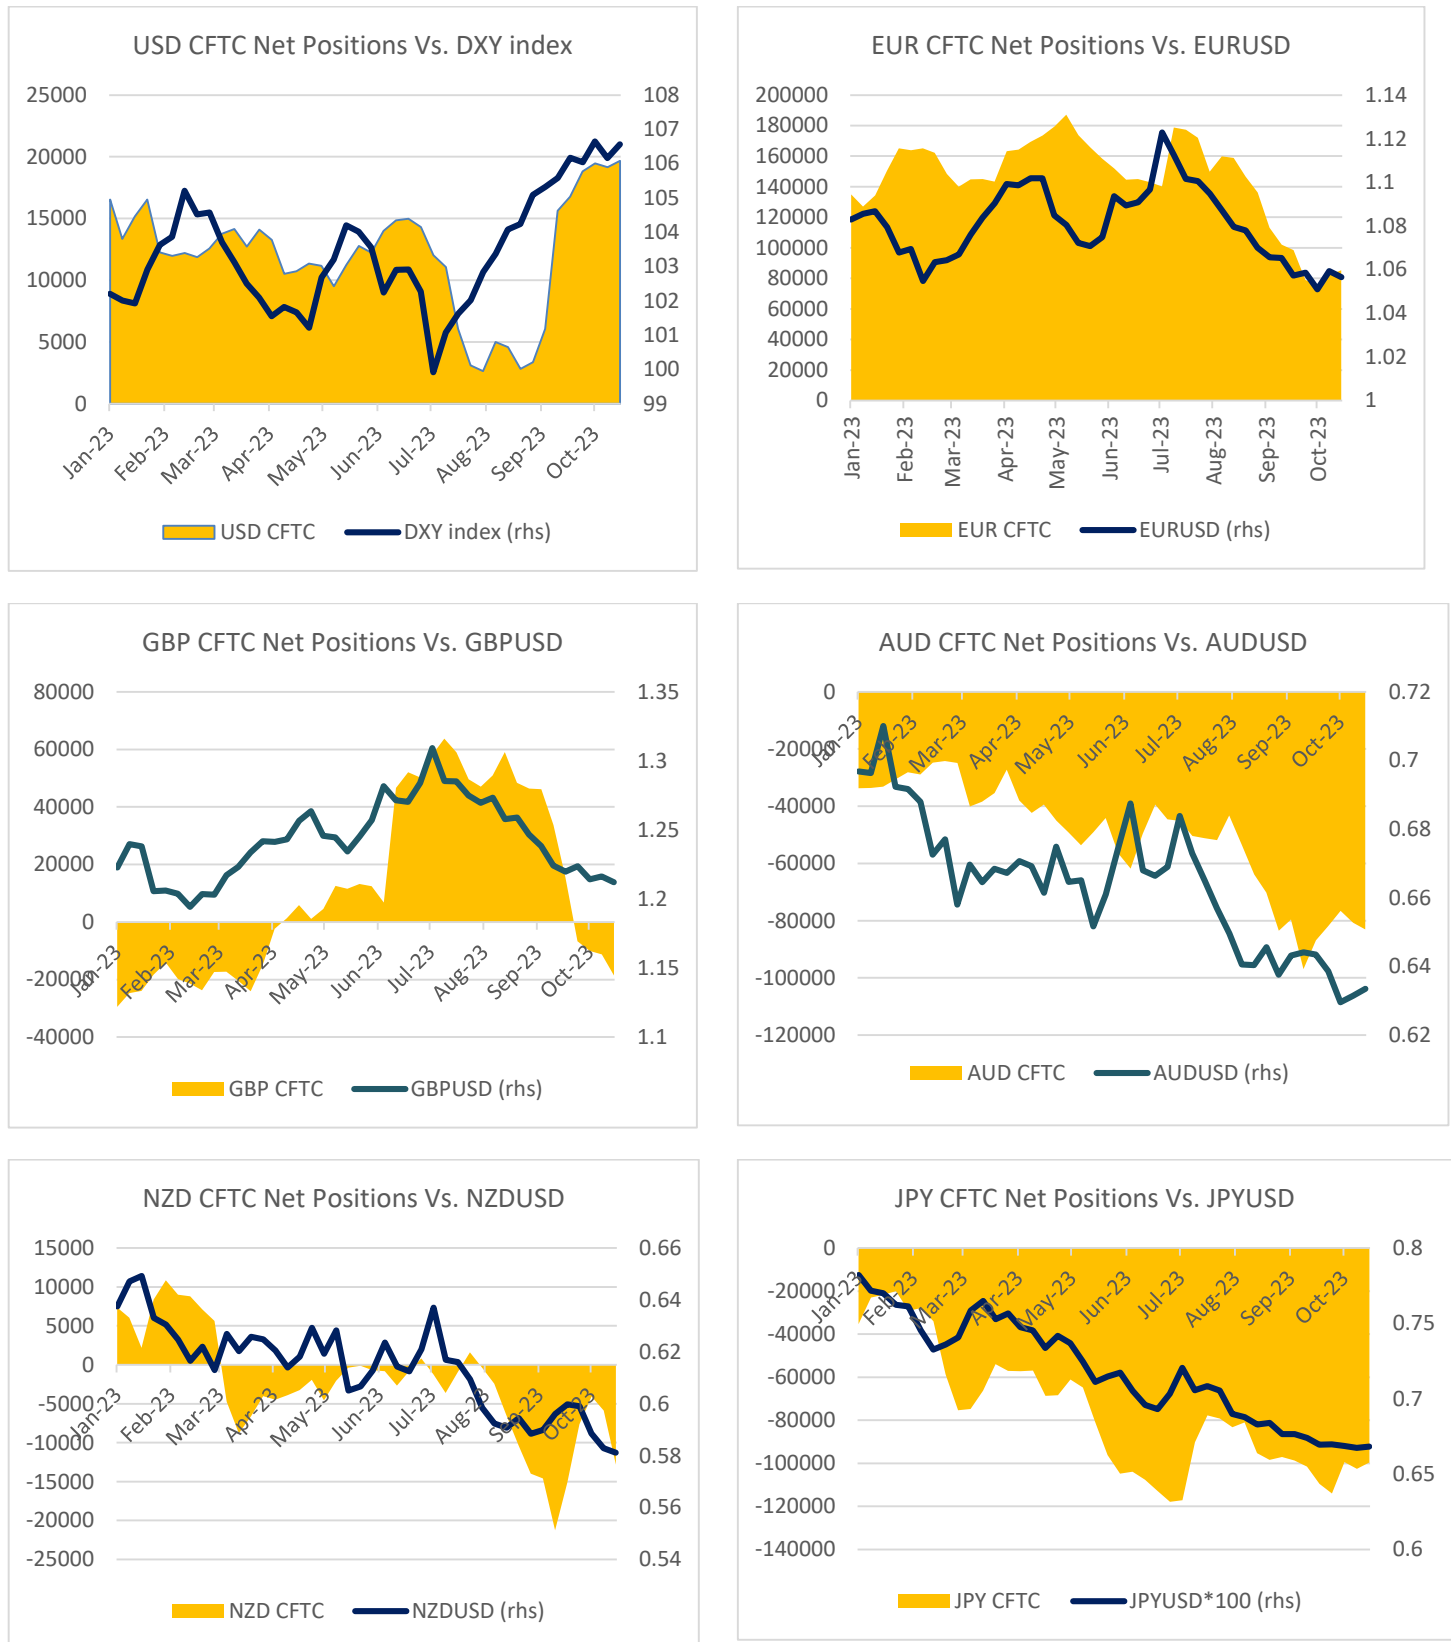 USD CFTC Net Positions Vs. DXY index
25000
20000
15000
10000
5000
0
108
107
106
105
104
103
102
101
100
99
Jan-23
Feb-23
Mar-23
Apr-23
May-23
Jun-23
Jul-23
Aug-23
Sep-23
Oct-23
USD CFTC
DXY index (rhs)
EUR CFTC Net Positions Vs. EURUSD
200000
180000
160000
140000
120000
100000
80000
60000
40000
20000
0
1.14
1.12
1.1
1.08
1.06
1.04
1.02
1
Jan-23
Feb-23
Mar-23
Apr-23
May-23
Jun-23
Jul-23
Aug-23
Sep-23
Oct-23
EUR CFTC
EURUSD (rhs)
GBP CFTC Net Positions Vs. GBPUSD
80000
60000
40000
20000
0
-20000
-40000
1.35
1.3
1.25
1.2
1.15
1.1
Jan-23
Feb-23
Mar-23
Apr-23
May-23
Jun-23
Jul-23
Aug-23
Sep-23
Oct-23
GBP CFTC
GBPUSD (rhs)
AUD CFTC Net Positions Vs. AUDUSD
0
-20000
-40000
-60000
-80000
-100000
-120000
0.72
0.7
0.68
0.66
0.64
0.62
Jan-23
Feb-23
Mar-23
Apr-23
May-23
Jun-23
Jul-23
Aug-23
Sep-23
Oct-23
AUD CFTC
AUDUSD (rhs)
NZD CFTC Net Positions Vs. NZDUSD
15000
10000
5000
0
-5000
-10000
-15000
-20000
-25000
0.66
0.64
0.62
0.6
0.58
0.56
0.54
Jan-23
Feb-23
Mar-23
Apr-23
May-23
Jun-23
Jul-23
Aug-23
Sep-23
Oct-23
NZD CFTC
NZDUSD (rhs)
JPY CFTC Net Positions Vs. JPYUSD
0
-20000
-40000
-60000
-80000
-100000
-120000
-140000
0.8
0.75
0.7
0.65
0.6
Jan-23
Feb-23
Mar-23
Apr-23
May-23
Jun-23
Jul-23
Aug-23
Sep-23
Oct-23
JPY CFTC
JPYUSD*100 (rhs)